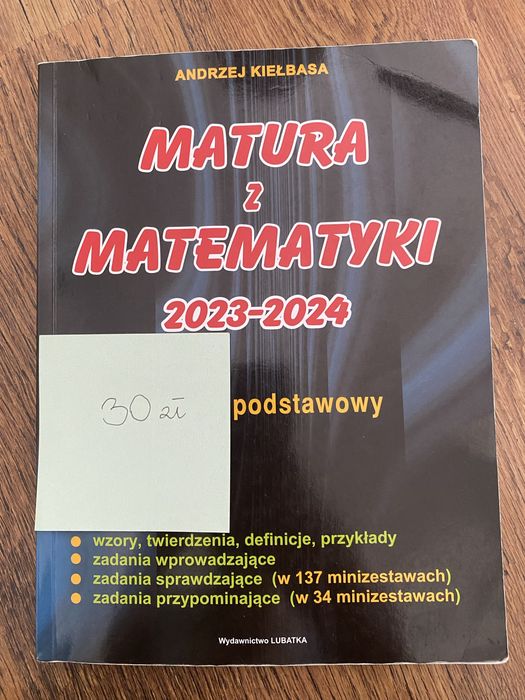 ANDRZEJ KIEŁBASA
MATURA
z
MATEMATYKI
2023-2024
30 zł
podstawowy
wzory, twierdzenia, definicje, przykłady
zadania wprowadzające
zadania sprawdzające (w 137 minizestawach)
zadania przypominające (w 34 minizestawach)
Wydawnictwo LUBATKA